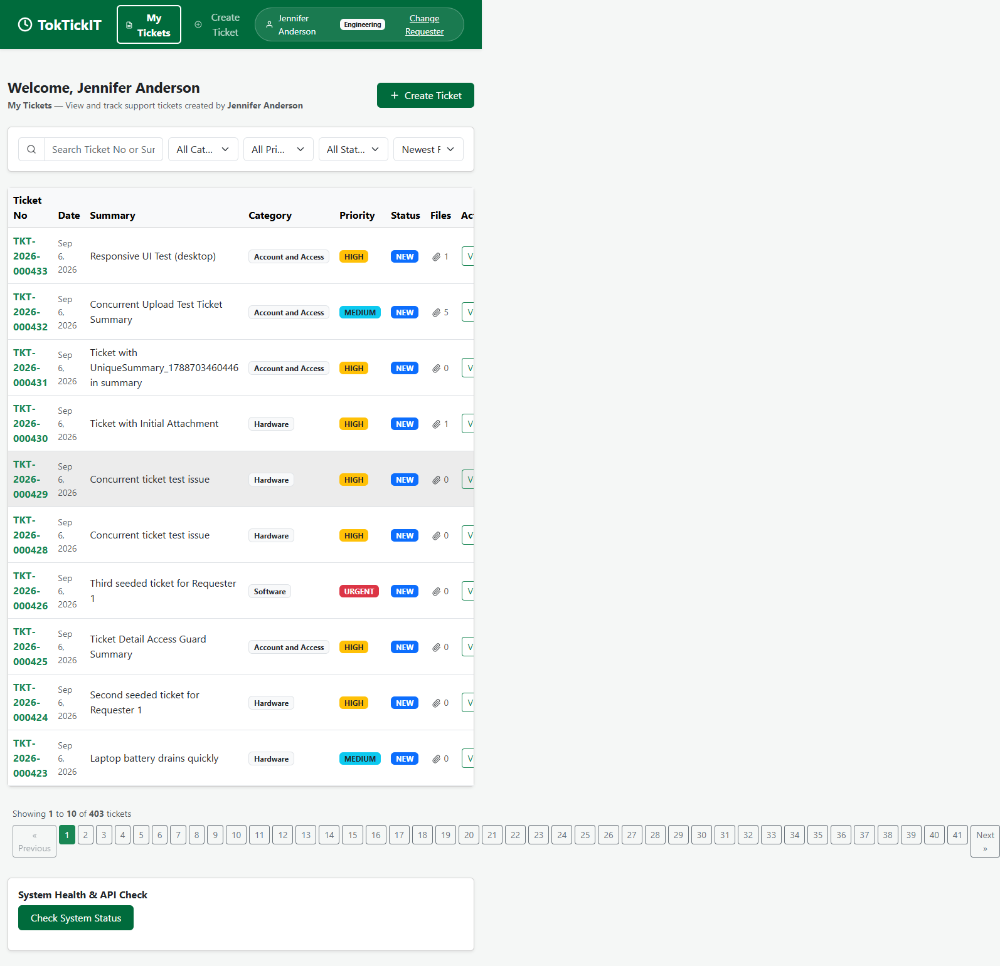 TokTickIT
My Tickets
Create Ticket
Jennifer Anderson
Engineering
Change Requester
Welcome, Jennifer Anderson
My Tickets — View and track support tickets created by Jennifer Anderson
Create Ticket
Search Ticket No or Sur
All Cat...
All Pri...
All Stat...
Newest F
Ticket No Date Summary Category Priority Status Files Ac
TKT-2026-000433 Sep 6, 2026 Responsive UI Test (desktop) Account and Access HIGH NEW 1 V
TKT-2026-000432 Sep 6, 2026 Concurrent Upload Test Ticket Summary Account and Access MEDIUM NEW 5 V
TKT-2026-000431 Sep 6, 2026 Ticket with UniqueSummary_1788703460446 in summary Account and Access HIGH NEW 0 V
TKT-2026-000430 Sep 6, 2026 Ticket with Initial Attachment Hardware HIGH NEW 1 V
TKT-2026-000429 Sep 6, 2026 Concurrent ticket test issue Hardware HIGH NEW 0 V
TKT-2026-000428 Sep 6, 2026 Concurrent ticket test issue Hardware HIGH NEW 0 V
TKT-2026-000426 Sep 6, 2026 Third seeded ticket for Requester 1 Software URGENT NEW 0 V
TKT-2026-000425 Sep 6, 2026 Ticket Detail Access Guard Summary Account and Access HIGH NEW 0 V
TKT-2026-000424 Sep 6, 2026 Second seeded ticket for Requester 1 Hardware HIGH NEW 0 V
TKT-2026-000423 Sep 6, 2026 Laptop battery drains quickly Hardware MEDIUM NEW 0 V
Showing 1 to 10 of 403 tickets
« Previous 1 2 3 4 5 6 7 8 9 10 11 12 13 14 15 16 17 18 19 20 21 22 23 24 25 26 27 28 29 30 31 32 33 34 35 36 37 38 39 40 41 Next »
System Health & API Check
Check System Status